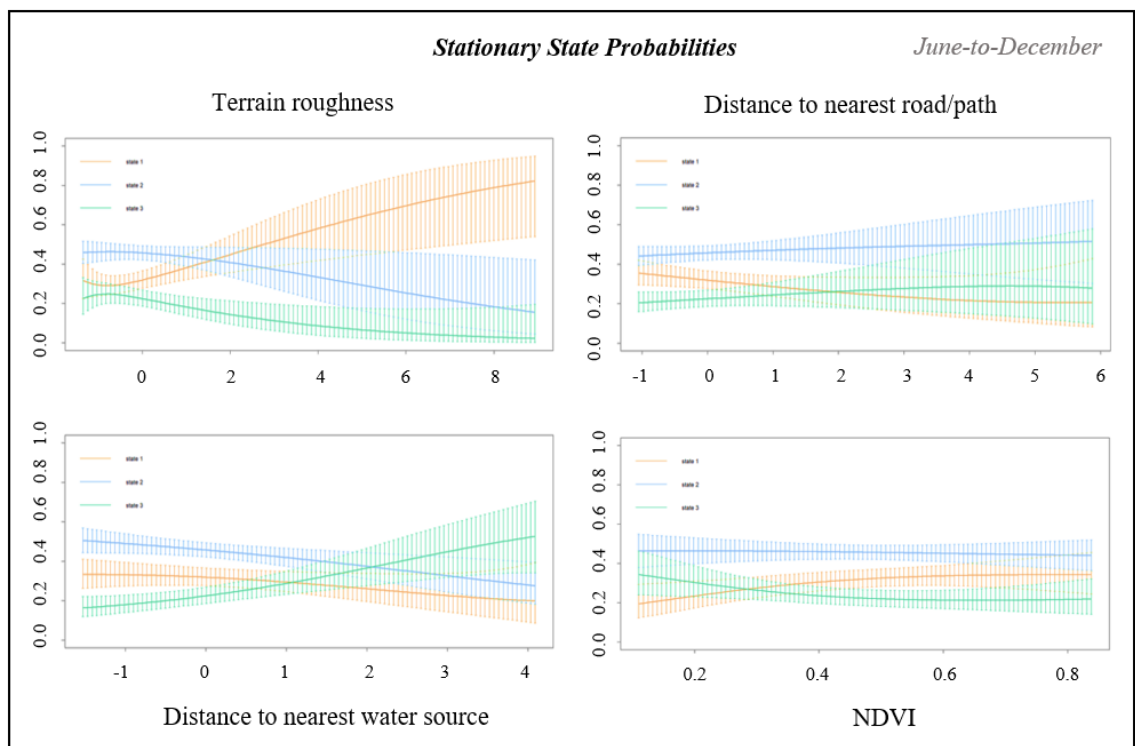 Stationary State Probabilities
June-to-December
Terrain roughness
1.0
0.8
0.6
0.4
0.2
0.0
state 1
state 2
state 3
0 2 4 6 8
Distance to nearest road/path
1.0
0.8
0.6
0.4
0.2
0.0
state 1
state 2
state 3
-1 0 1 2 3 4 5 6
1.0
0.8
0.6
0.4
0.2
0.0
state 1
state 2
state 3
-1 0 1 2 3 4
Distance to nearest water source
1.0
0.8
0.6
0.4
0.2
0.0
state 1
state 2
state 3
0.2 0.4 0.6 0.8
NDVI